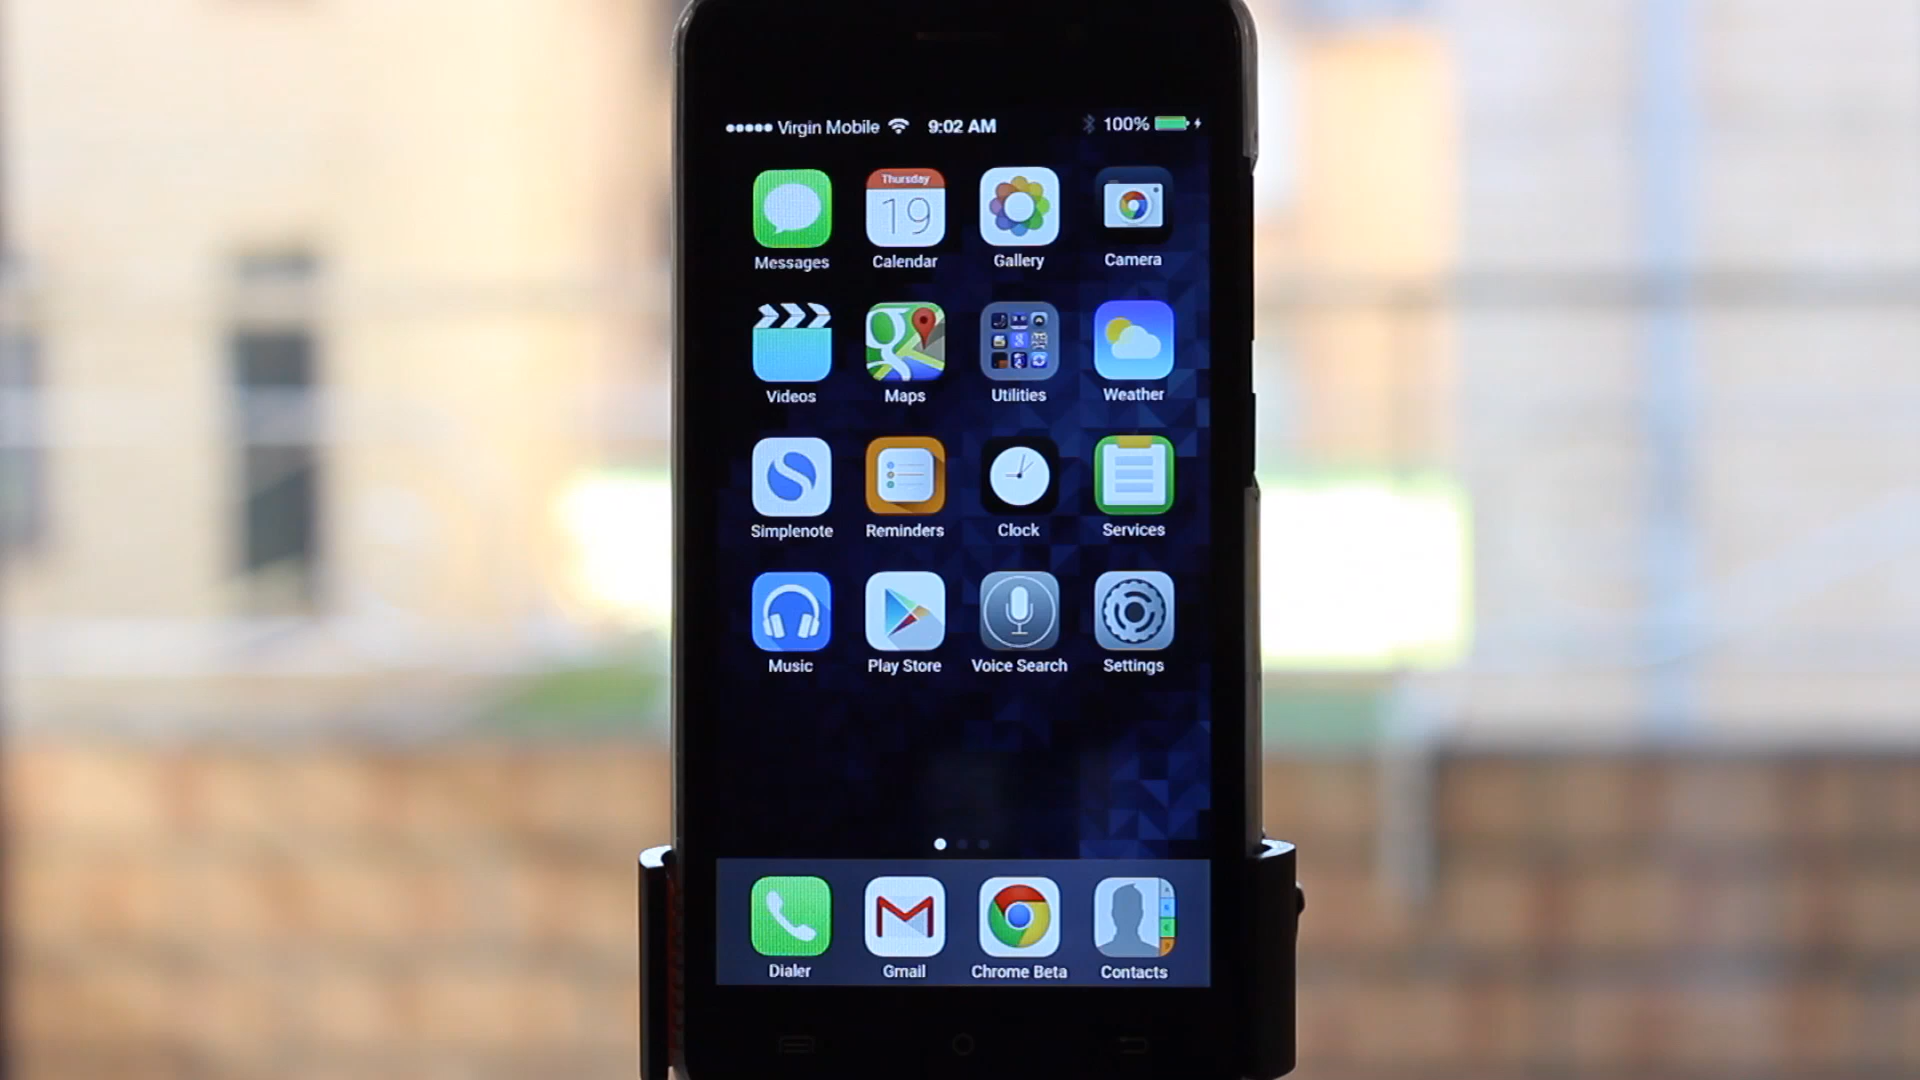 Virgin Mobile 9:02 AM 100%
Thursday
19
Messages Calendar Gallery Camera
Videos Maps Utilities Weather
Simplenote Reminders Clock Services
Music Play Store Voice Search Settings
Dialer Gmail Chrome Beta Contacts